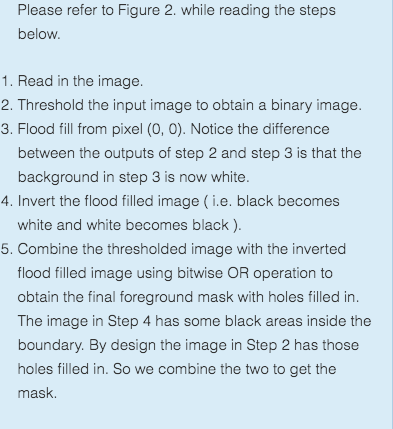 Please refer to Figure 2. while reading the steps
below.
1. Read in the image.
2. Threshold the input image to obtain a binary image.
3. Flood fill from pixel (0, 0). Notice the difference
between the outputs of step 2 and step 3 is that the
background in step 3 is now white.
4. Invert the flood filled image ( i.e. black becomes
white and white becomes black ).
5. Combine the thresholded image with the inverted
flood filled image using bitwise OR operation to
obtain the final foreground mask with holes filled in.
The image in Step 4 has some black areas inside the
boundary. By design the image in Step 2 has those
holes filled in. So we combine the two to get the
mask.